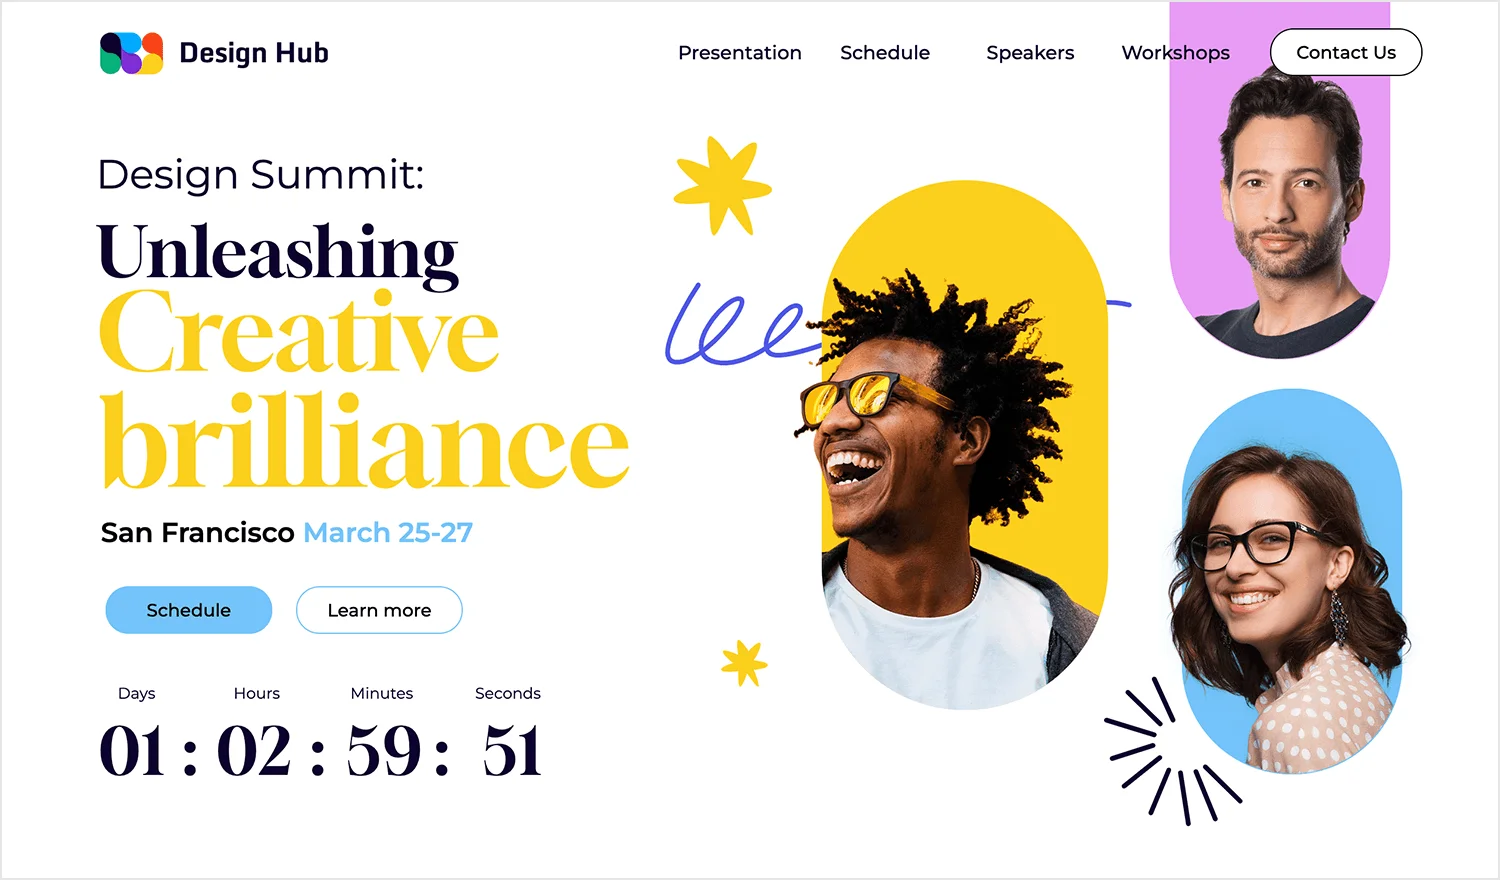 Design Hub
Presentation Schedule Speakers Workshops Contact Us
Design Summit:
Unleashing
Creative
brilliance
San Francisco March 25-27
Schedule Learn more
Days Hours Minutes Seconds
01 : 02 : 59 : 51